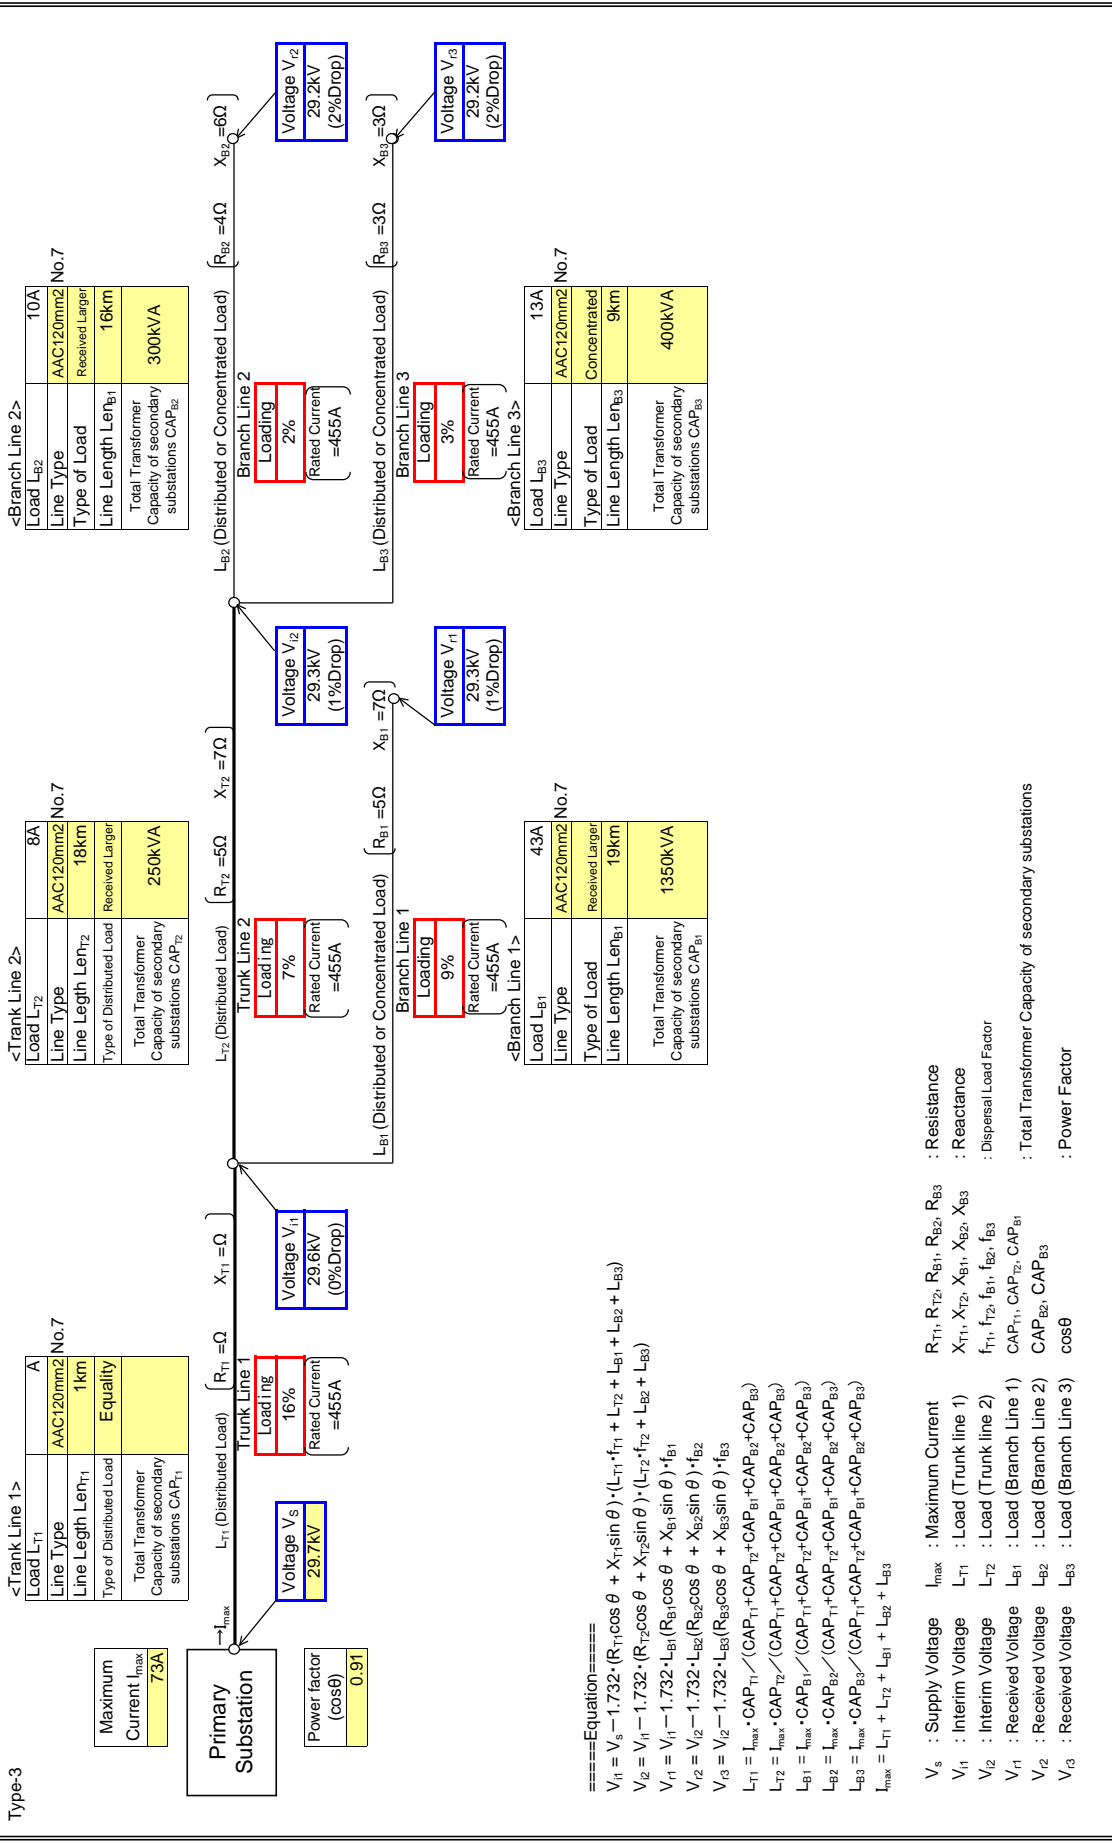 Type-3
Maximum
Current Imax
73A
Primary
Substation
Power factor
(cosθ)
0.91
→Imax
Voltage Vs
29.7kV
<Trank Line 1>
Load LT1 A
Line Type AAC120mm2 No.7
Line Length LenT1 1km
Type of Distributed Load Equality
Total Transformer
Capacity of secondary
substations CAPT1
LT1 (Distributed Load) RT1 =Ω XT1 =Ω
Trunk Line 1
Loading
16%
Rated Current
=455A
Voltage Vi1
29.6kV
(0%Drop)
<Trank Line 2>
Load LT2 8A
Line Type AAC120mm2 No.7
Line Legth LenT2 18km
Type of Distributed Load Received Larger
Total Transformer
Capacity of secondary
substations CAPT2
250kVA
LT2 (Distributed Load) RT2 =5Ω XT2 =7Ω
Trunk Line 2
Loading
7%
Rated Current
=455A
Voltage Vi2
29.3kV
(1%Drop)
LB1 (Distributed or Concentrated Load) RB1 =5Ω XB1 =7Ω
Branch Line 1
Loading
9%
Rated Current
=455A
Voltage Vr1
29.3kV
(1%Drop)
<Branch Line 1>
Load LB1 43A
Line Type AAC120mm2 No.7
Type of Load Received Larger
Line Length LenB1 19km
Total Transformer
Capacity of secondary
substations CAPB1
1350kVA
<Branch Line 2>
Load LB2 10A
Line Type AAC120mm2 No.7
Type of Load Received Larger
Line Length LenB1 16km
Total Transformer
Capacity of secondary
substations CAPB2
300kVA
LB2 (Distributed or Concentrated Load) RB2 =4Ω XB2 =6Ω
Branch Line 2
Loading
2%
Rated Current
=455A
Voltage Vr2
29.2kV
(2%Drop)
LB3 (Distributed or Concentrated Load) RB3 =3Ω XB3 =3Ω
Branch Line 3
Loading
3%
Rated Current
=455A
Voltage Vr3
29.2kV
(2%Drop)
<Branch Line 3>
Load LB3 13A
Line Type AAC120mm2 No.7
Type of Load Concentrated
Line Length LenB3 9km
Total Transformer
Capacity of secondary
substations CAPB3
400kVA
=====Equation=====
Vi1 = Vs－1.732・(RT1cos θ + XT1sin θ)・(LT1・fT1 + LT2 + LB1 + LB2 + LB3)
Vi2 = Vi1－1.732・(RT2cos θ + XT2sin θ)・(LT2・fT2 + LB2 + LB3)
Vr1 = Vi1－1.732・LB1(RB1cos θ + XB1sin θ)・fB1
Vr2 = Vi2－1.732・LB2(RB2cos θ + XB2sin θ)・fB2
Vr3 = Vi2－1.732・LB3(RB3cos θ + XB3sin θ)・fB3
LT1 = Imax・CAPT1／(CAPT1+CAPT2+CAPB1+CAPB2+CAPB3)
LT2 = Imax・CAPT2／(CAPT1+CAPT2+CAPB1+CAPB2+CAPB3)
LB1 = Imax・CAPB1／(CAPT1+CAPT2+CAPB1+CAPB2+CAPB3)
LB2 = Imax・CAPB2／(CAPT1+CAPT2+CAPB1+CAPB2+CAPB3)
LB3 = Imax・CAPB3／(CAPT1+CAPT2+CAPB1+CAPB2+CAPB3)
Imax = LT1 + LT2 + LB1 + LB2 + LB3
Vs : Supply Voltage Imax : Maximum Current RT1, RT2, RB1, RB2, RB3 : Resistance
Vi1 : Interim Voltage LT1 : Load (Trunk line 1) XT1, XT2, XB1, XB2, XB3 : Reactance
Vi2 : Interim Voltage LT2 : Load (Trunk line 2) fT1, fT2, fB1, fB2, fB3 : Dispersal Load Factor
Vr1 : Received Voltage LB1 : Load (Branch Line 1) CAPT1, CAPT2, CAPB1 : Total Transformer Capacity of secondary substations
Vr2 : Received Voltage LB2 : Load (Branch Line 2) CAPB2, CAPB3
Vr3 : Received Voltage LB3 : Load (Branch Line 3) cosθ : Power Factor